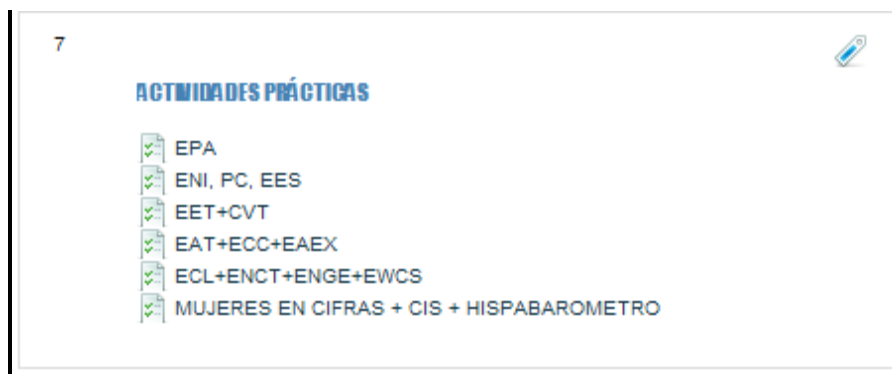 7
ACTIVIDADES PRÁCTICAS
EPA
ENI, PC, EES
EET+CVT
EAT+ECC+EAEX
ECL+ENCT+ENGE+EWCS
MUJERES EN CIFRAS + CIS + HISPABAROMETRO